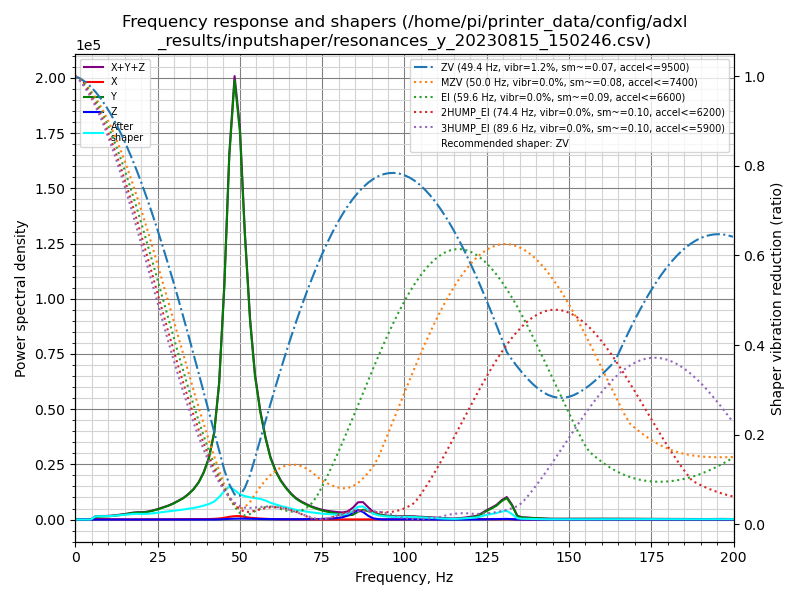 Frequency response and shapers (/home/pi/printer_data/config/adxl
_results/inputshaper/resonances_y_20230815_150246.csv)
1e5
X+Y+Z
X
Y
Z
After
shaper
ZV (49.4 Hz, vibr=1.2%, sm~=0.07, accel<=9500)
MZV (50.0 Hz, vibr=0.0%, sm~=0.08, accel<=7400)
EI (59.6 Hz, vibr=0.0%, sm~=0.09, accel<=6600)
2HUMP_EI (74.4 Hz, vibr=0.0%, sm~=0.10, accel<=6200)
3HUMP_EI (89.6 Hz, vibr=0.0%, sm~=0.10, accel<=5900)
Recommended shaper: ZV
Power spectral density
2.00
1.75
1.50
1.25
1.00
0.75
0.50
0.25
0.00
1.0
0.8
0.6
0.4
0.2
0.0
Shaper vibration reduction (ratio)
0 25 50 75 100 125 150 175 200
Frequency, Hz